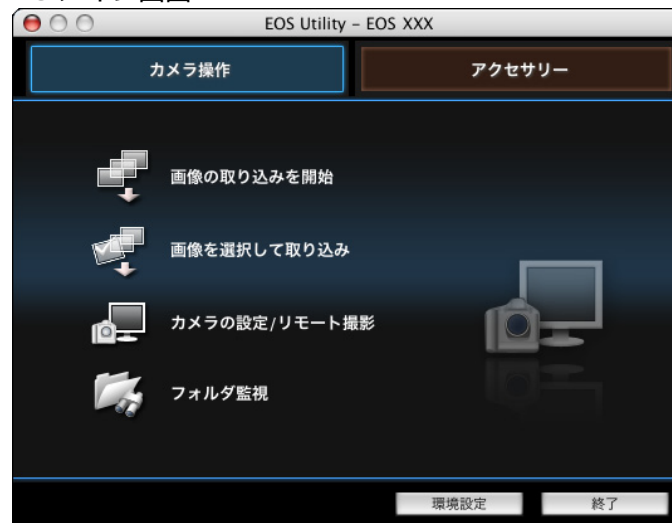 EOS Utility – EOS XXX
カメラ操作
アクセサリー
画像の取り込みを開始
画像を選択して取り込み
カメラの設定/リモート撮影
フォルダ監視
環境設定
終了